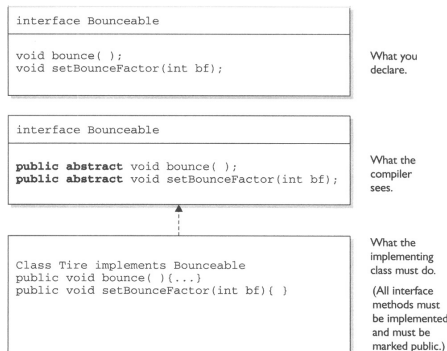 interface Bounceable
void bounce( );
void setBounceFactor(int bf);
What you
declare.
interface Bounceable
public abstract void bounce( );
public abstract void setBounceFactor(int bf);
What the
compiler
sees.
Class Tire implements Bounceable
public void bounce( ){...}
public void setBounceFactor(int bf){ }
What the
implementing
class must do.
(All interface
methods must
be implemented
and must be
marked public.)